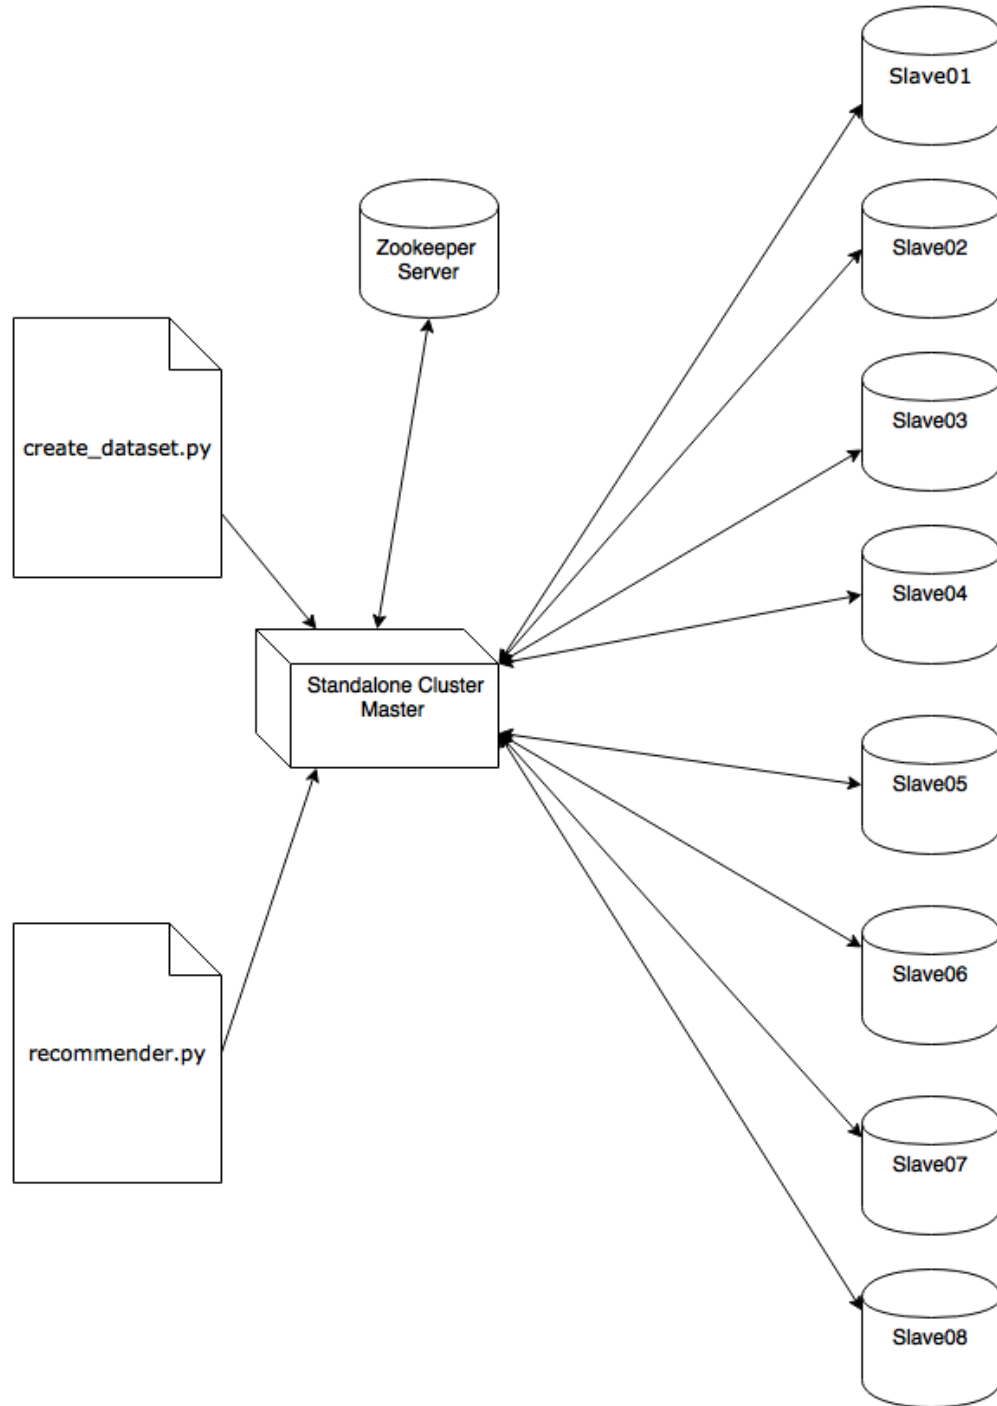 Slave01
Zookeeper
Server
Slave02
create_dataset.py
Slave03
Slave04
Standalone Cluster
Master
Slave05
Slave06
recommender.py
Slave07
Slave08